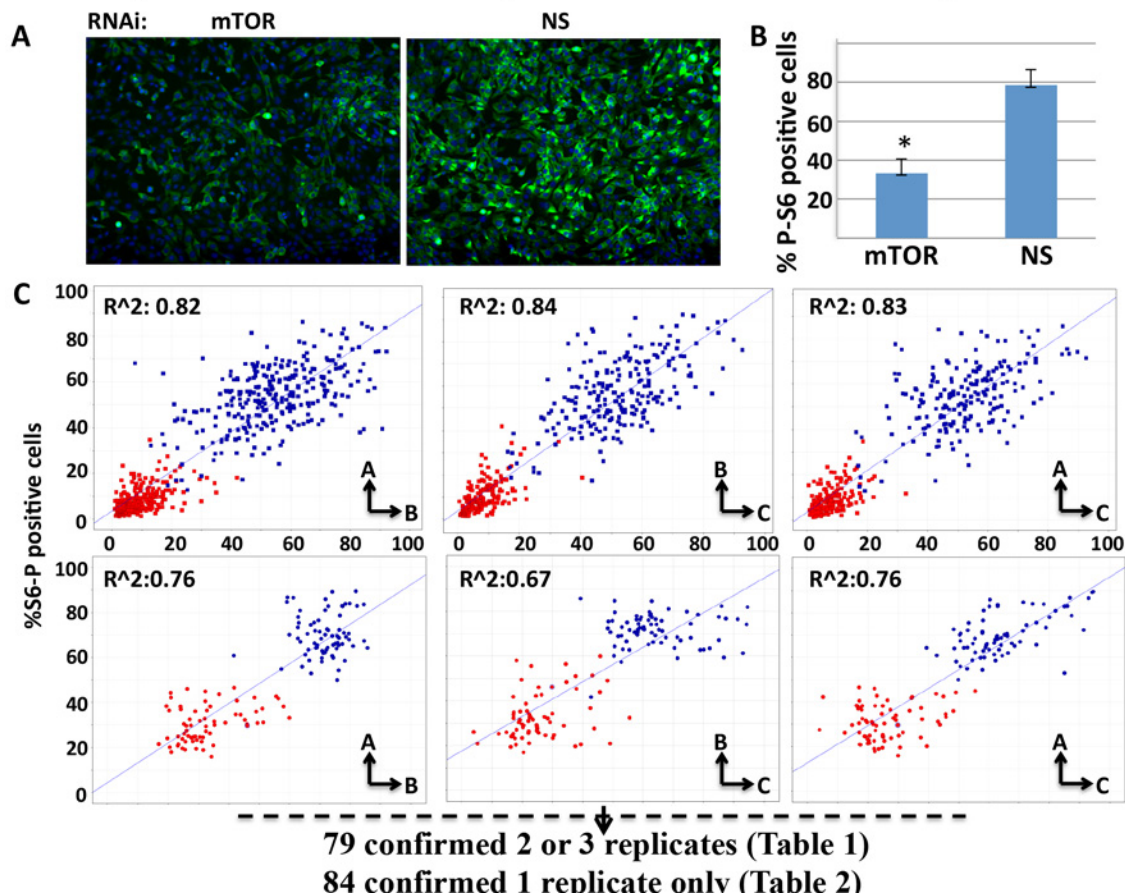 A
RNAi: mTOR NS
B
% P-S6 positive cells
80
60
40
20
*
mTOR NS
C
%S6-P positive cells
100
80
60
40
20
0
R^2: 0.82
A
B
0 20 40 60 80 100
R^2: 0.84
B
C
0 20 40 60 80 100
R^2: 0.83
A
C
0 20 40 60 80 100
100
80
60
40
20
0
R^2:0.76
A
B
R^2:0.67
B
C
R^2:0.76
A
C
79 confirmed 2 or 3 replicates (Table 1)
84 confirmed 1 replicate only (Table 2)